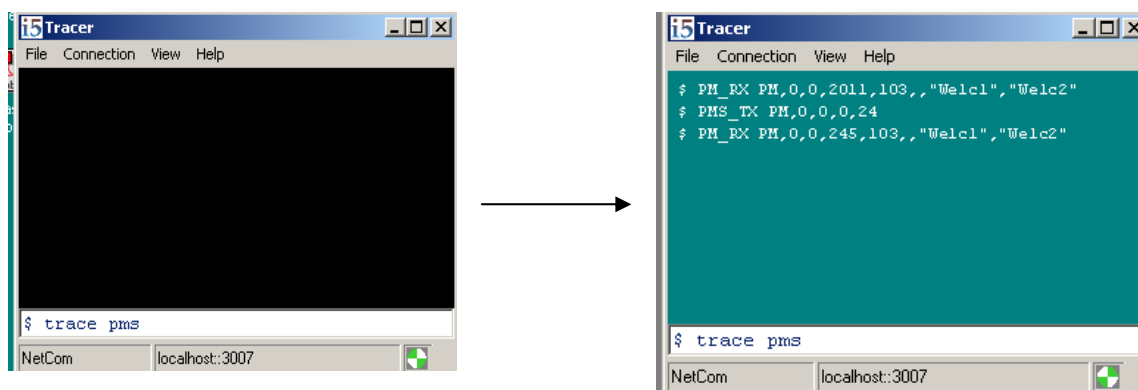 i5 Tracer
File Connection View Help
$ trace pms
NetCom localhost::3007
i5 Tracer
File Connection View Help
$ PM_RX PM,0,0,2011,103,,"Welc1","Welc2"
$ PMS_TX PM,0,0,0,24
$ PM_RX PM,0,0,245,103,,"Welc1","Welc2"
$ trace pms
NetCom localhost::3007